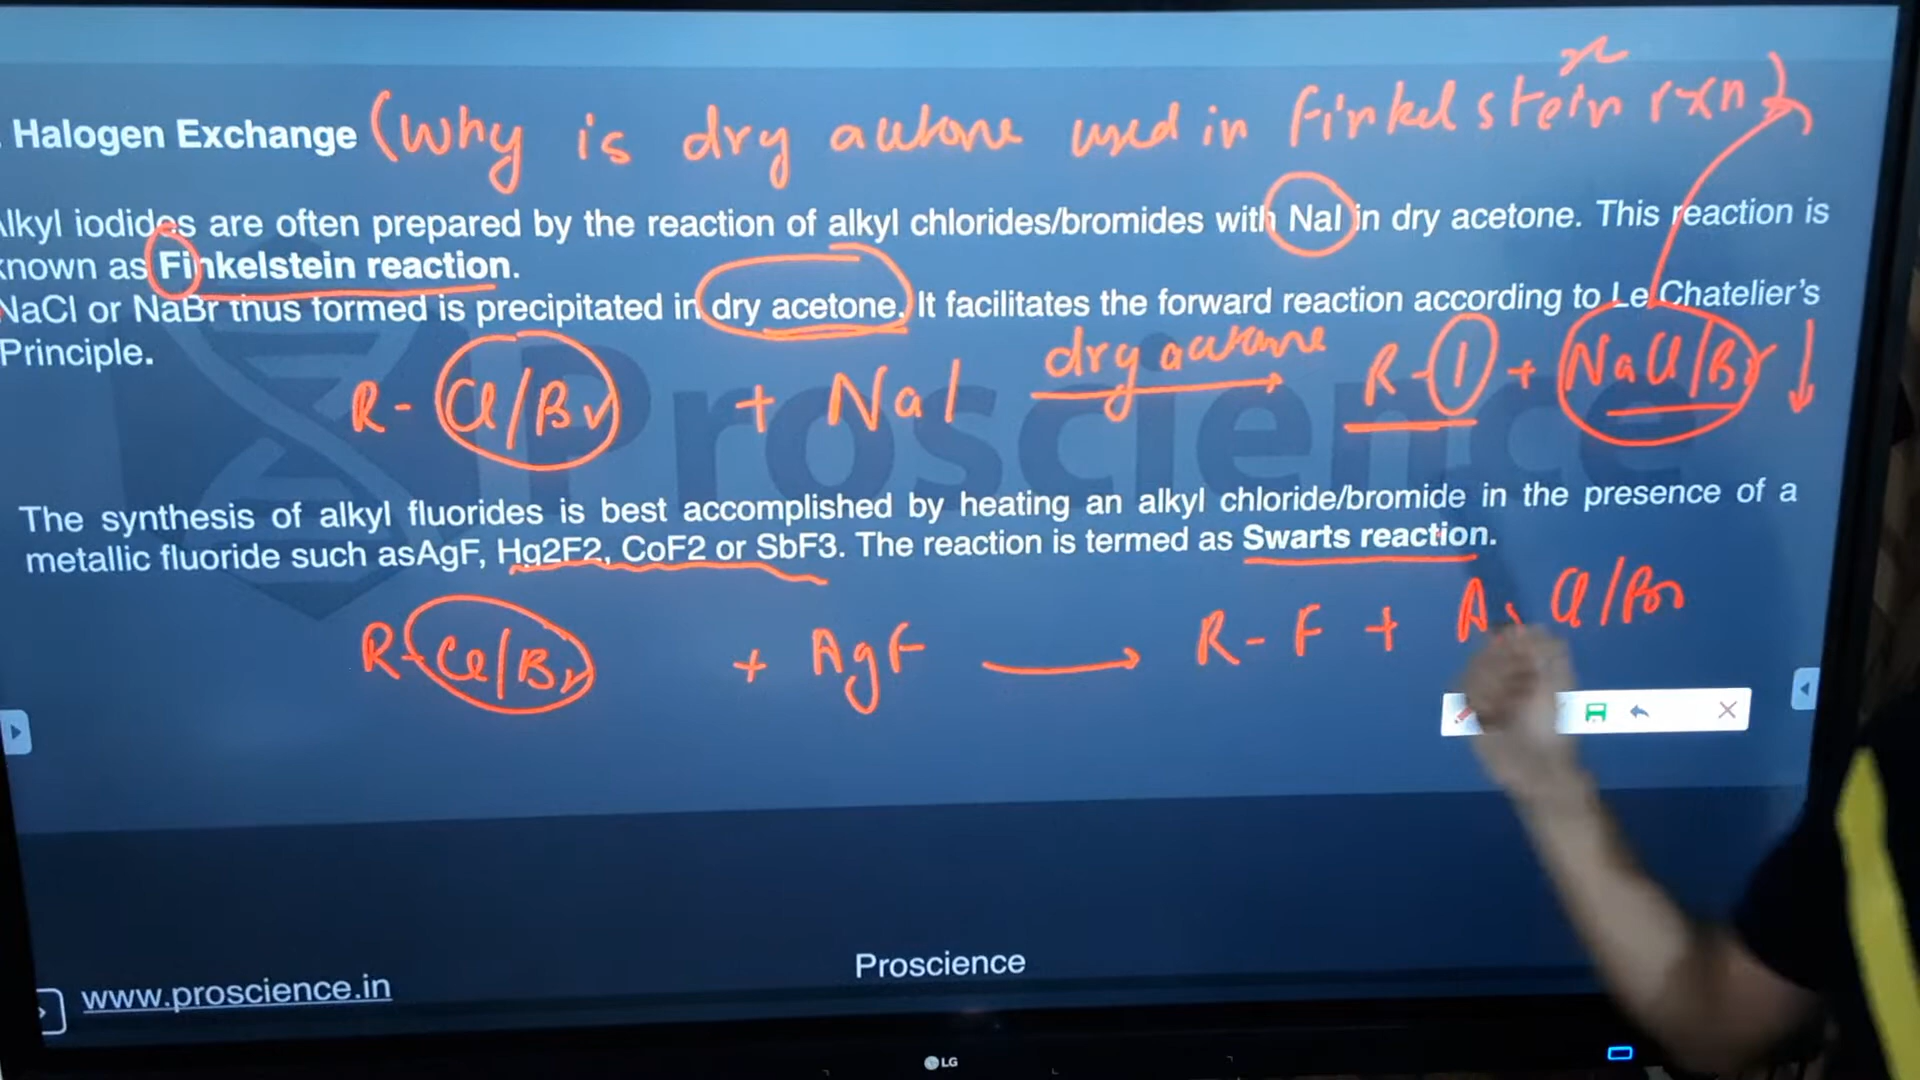 Halogen Exchange (Why is dry acetone used in Finkelstein rxn)
lkyl iodides are often prepared by the reaction of alkyl chlorides/bromides with NaI in dry acetone. This reaction is
known as Finkelstein reaction.
NaCl or NaBr thus formed is precipitated in dry acetone. It facilitates the forward reaction according to Le Chatelier's
Principle.
R - Cl/Br + NaI dry acetone R - I + NaCl/Br ↓
Proscience
The synthesis of alkyl fluorides is best accomplished by heating an alkyl chloride/bromide in the presence of a
metallic fluoride such asAgF, Hg2F2, CoF2 or SbF3. The reaction is termed as Swarts reaction.
R-Cl/Br + AgF → R - F + Cl/Br
Proscience
www.proscience.in
LG